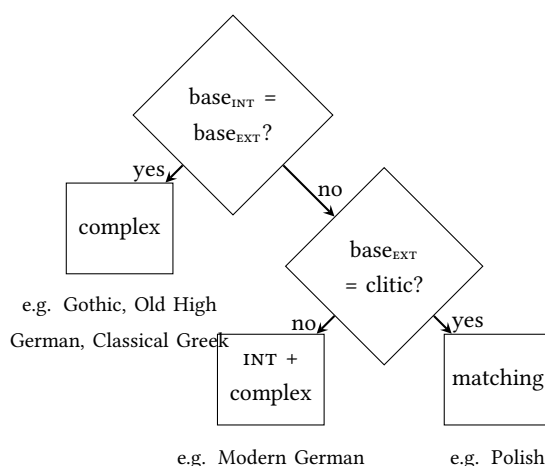 base_INT =
base_EXT?
yes
no
complex
base_EXT
= clitic?
e.g. Gothic, Old High
German, Classical Greek
no
yes
INT +
complex
matching
e.g. Modern German
e.g. Polish